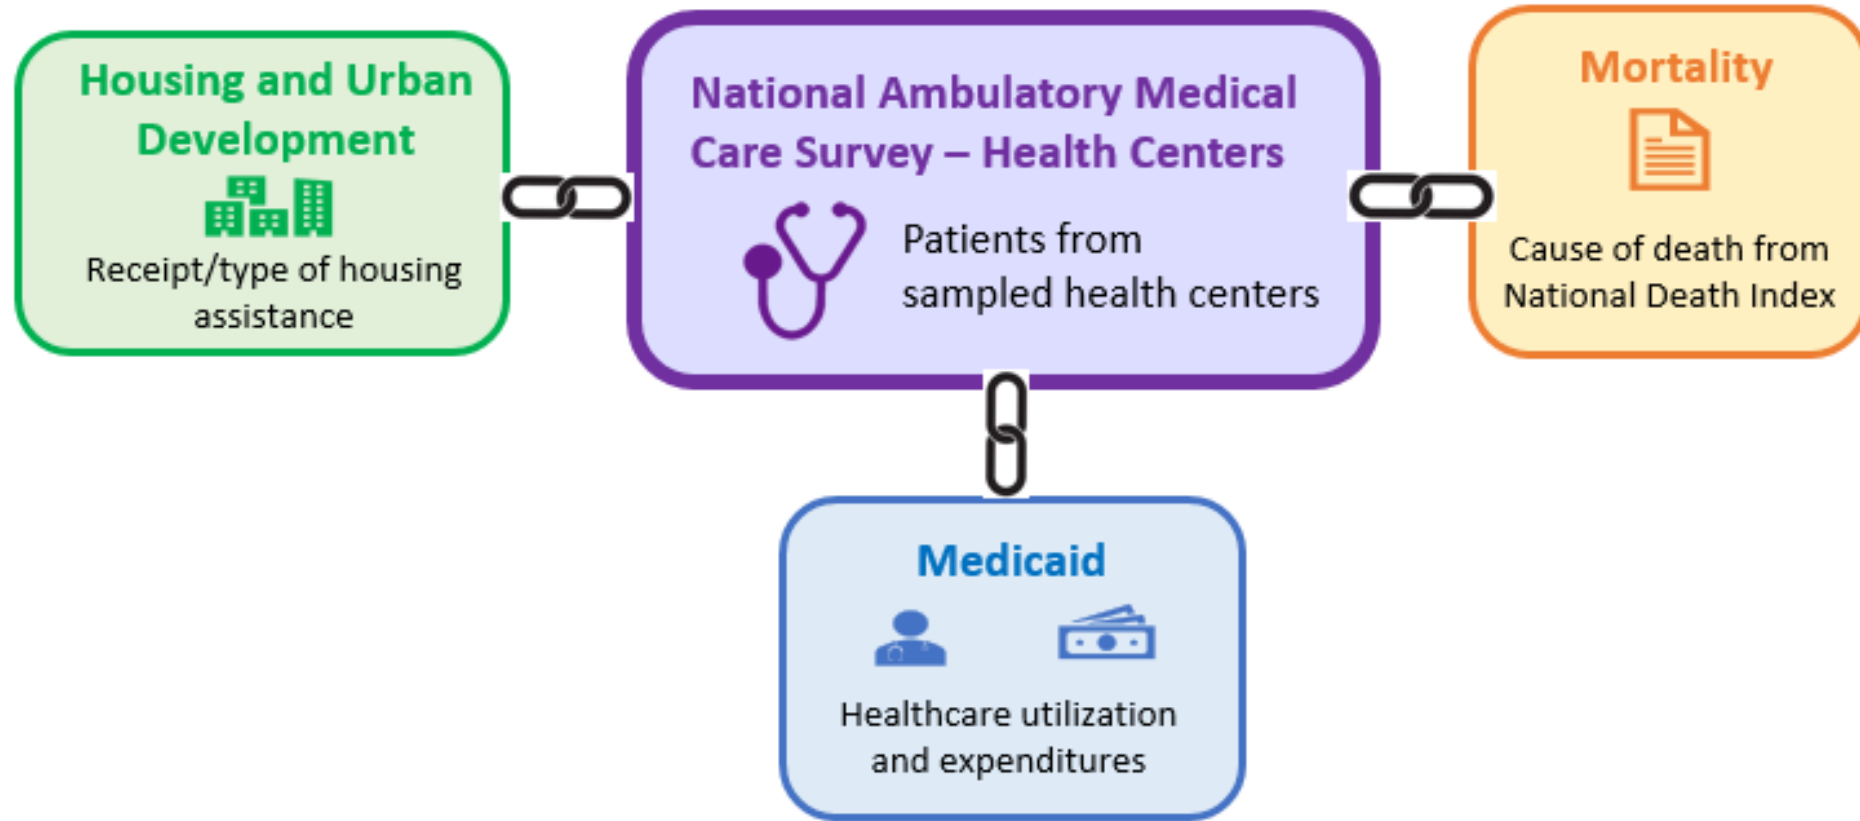 Housing and Urban
Development
Receipt/type of housing
assistance
National Ambulatory Medical
Care Survey – Health Centers
Patients from
sampled health centers
Mortality
Cause of death from
National Death Index
Medicaid
Healthcare utilization
and expenditures